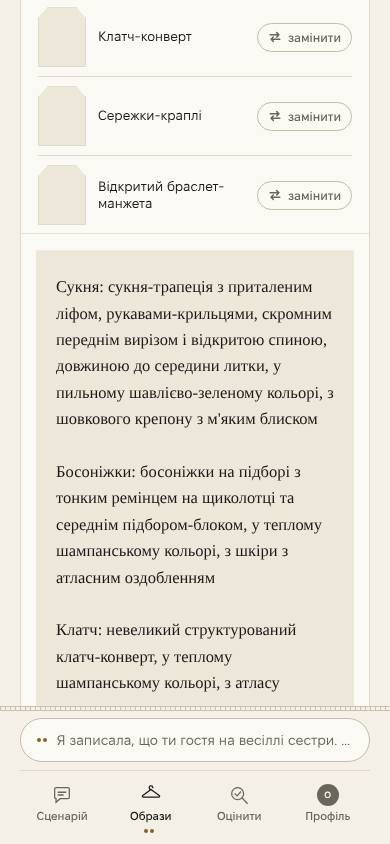 Клатч-конверт
замінити
Сережки-краплі
замінити
Відкритий браслет-
манжета
замінити
Сукня: сукня-трапеція з приталеним
ліфом, рукавами-крильцями, скромним
переднім вирізом і відкритою спиною,
довжиною до середини литки, у
пильному шавлієво-зеленому кольорі, з
шовкового крепону з м'яким блиском
Босоніжки: босоніжки на підборі з
тонким ремінцем на щиколотці та
середнім підбором-блоком, у теплому
шампанському кольорі, з шкіри з
атласним оздобленням
Клатч: невеликий структурований
клатч-конверт, у теплому
шампанському кольорі, з атласу
Я записала, що ти гостя на весіллі сестри. ...
Сценарій
Образи
Оцінити
О
Профіль